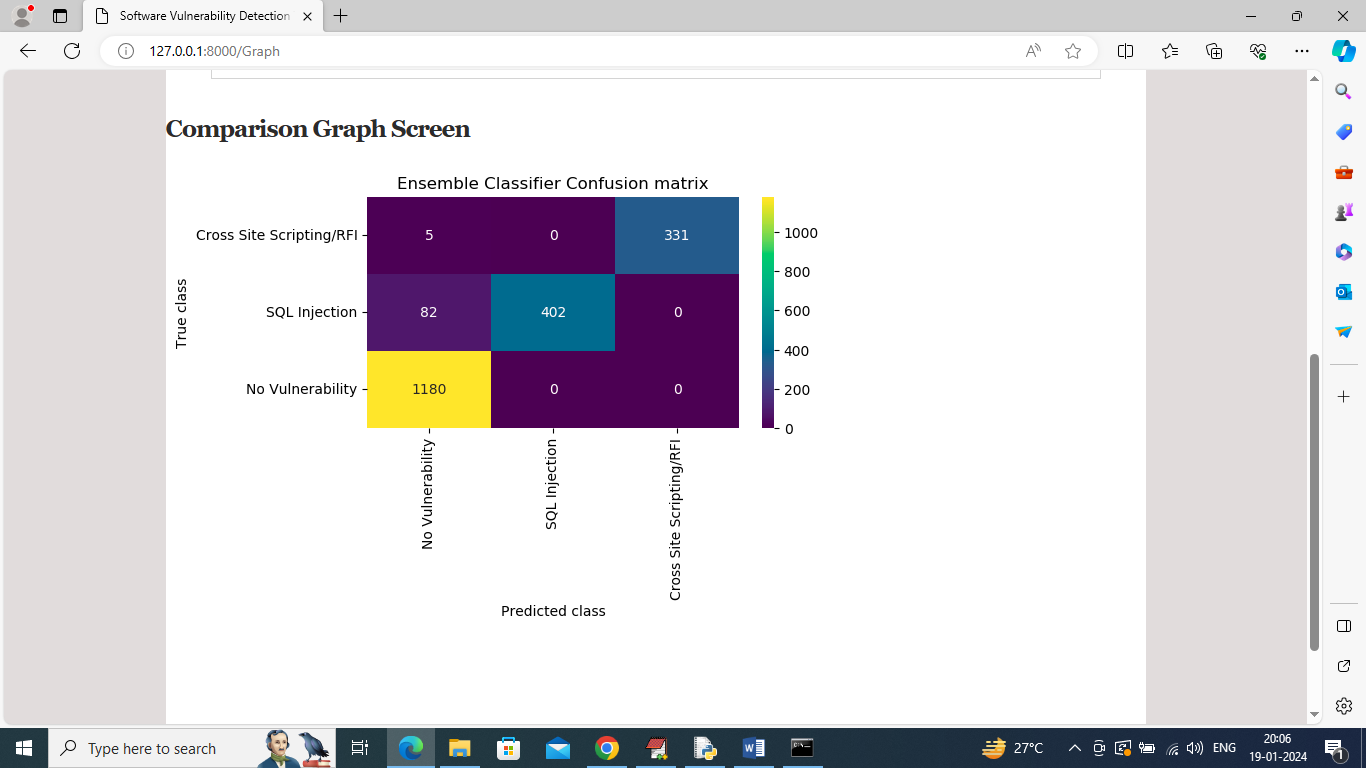 Software Vulnerability Detection
127.0.0.1:8000/Graph
Comparison Graph Screen
Ensemble Classifier Confusion matrix
True class
Cross Site Scripting/RFI
5
0
331
SQL Injection
82
402
0
No Vulnerability
1180
0
0
1000
800
600
400
200
0
No Vulnerability
SQL Injection
Cross Site Scripting/RFI
Predicted class
Type here to search
27°C
ENG
20:06
19-01-2024
1